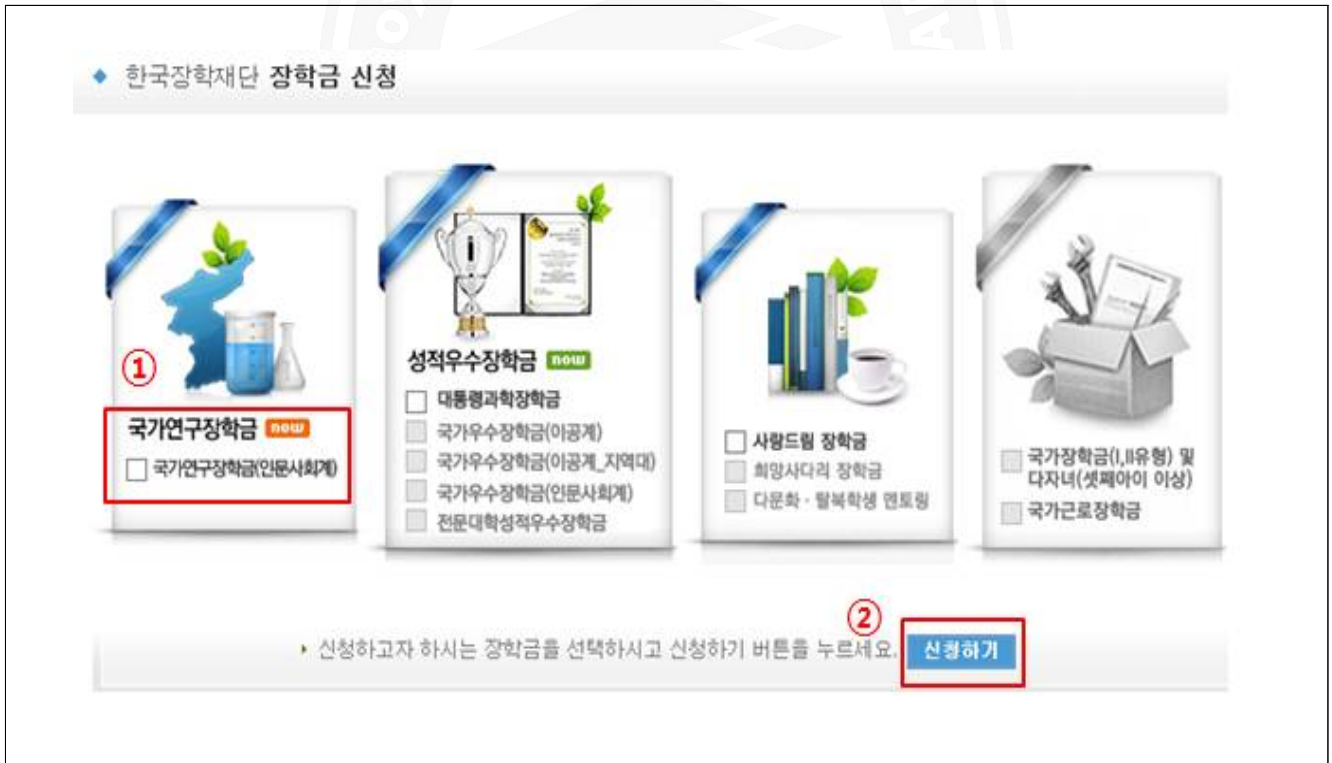 한국장학재단 장학금 신청
①
국가연구장학금 now
국가연구장학금(인문사회계)
성적우수장학금 now
대통령과학장학금
국가우수장학금(이공계)
국가우수장학금(이공계_지역대)
국가우수장학금(인문사회계)
전문대학성적우수장학금
사랑드림 장학금
희망사다리 장학금
다문화·탈북학생 멘토링
국가장학금(I,II유형) 및
다자녀(셋째아이 이상)
국가근로장학금
②
신청하고자 하시는 장학금을 선택하시고 신청하기 버튼을 누르세요.
신청하기